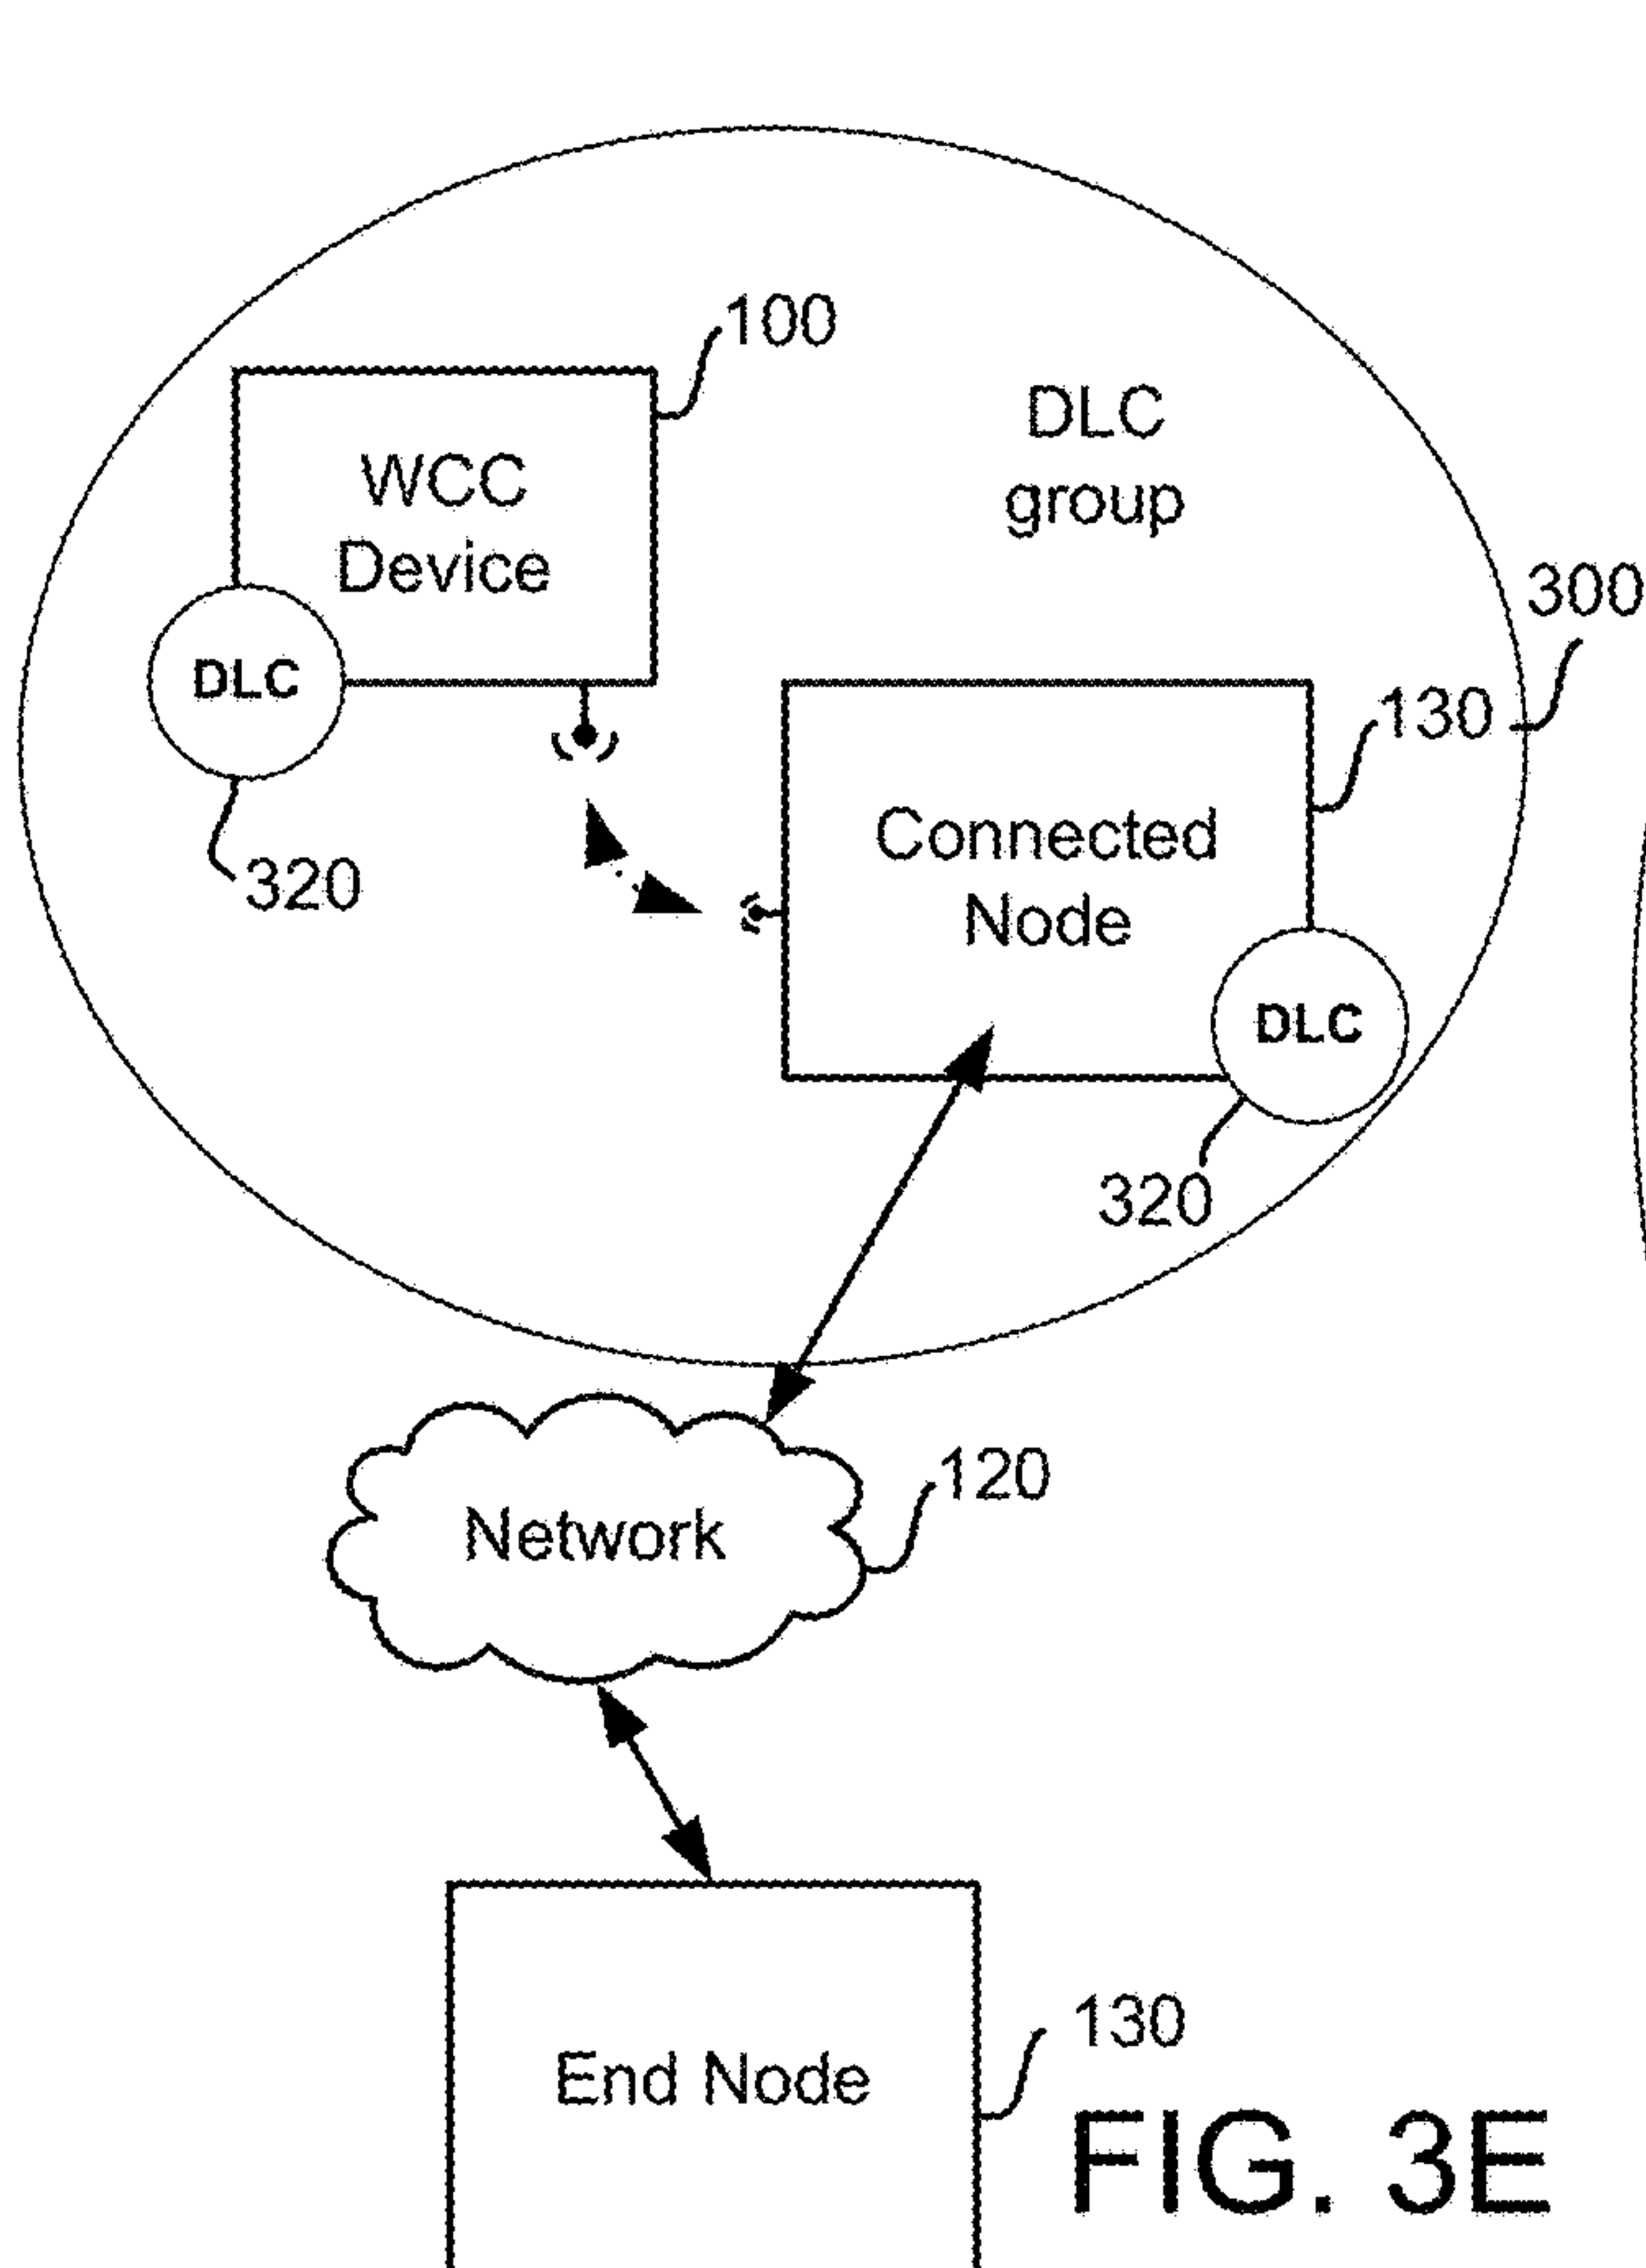 100
WCC
Device
DLC
group
300
DLC
130
Connected
Node
320
DLC
320
120
Network
130
End Node
FIG. 3E